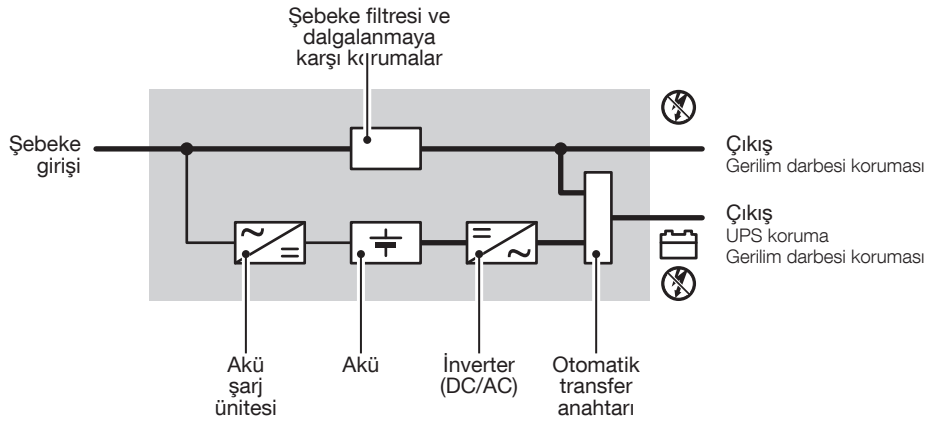 Şebeke filtresi ve
dalgalanmaya
karşı korumalar
Şebeke
girişi
Çıkış
Gerilim darbesi koruması
Çıkış
UPS koruma
Gerilim darbesi koruması
Akü
şarj
ünitesi
Akü
İnverter
(DC/AC)
Otomatik
transfer
anahtarı